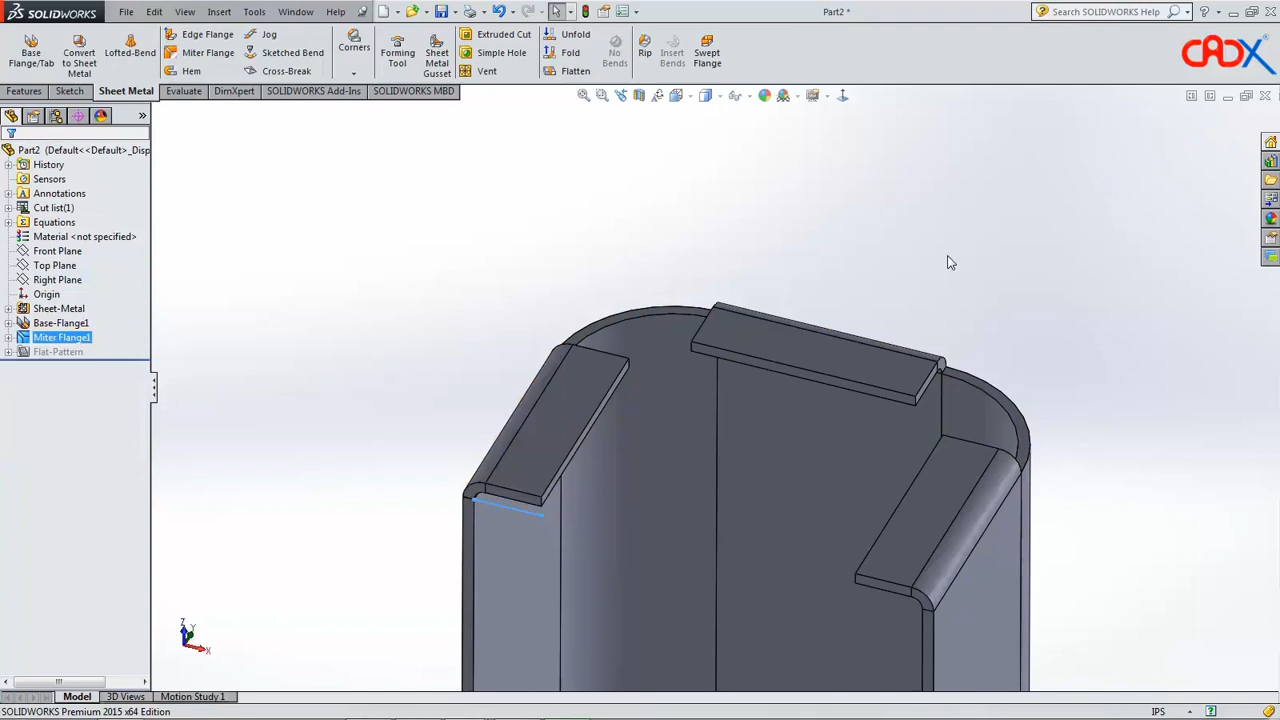 SOLIDWORKS
File Edit View Insert Tools Window Help
Part2 *
Search SOLIDWORKS Help
Base Flange/Tab
Convert to Sheet Metal
Lofted-Bend
Edge Flange
Miter Flange
Hem
Jog
Sketched Bend
Cross-Break
Corners
Forming Tool
Sheet Metal Gusset
Extruded Cut
Simple Hole
Vent
Unfold
Fold
Flatten
No Bends
Rip
Insert Bends
Swept Flange
CADX
Features Sketch Sheet Metal Evaluate DimXpert SOLIDWORKS Add-Ins SOLIDWORKS MBD
Part2 (Default<<Default>_Disp
History
Sensors
Annotations
Cut list(1)
Equations
Material <not specified>
Front Plane
Top Plane
Right Plane
Origin
Sheet-Metal
Base-Flange1
Miter Flange1
Flat-Pattern
Z
Y
X
Model 3D Views Motion Study 1
SOLIDWORKS Premium 2015 x64 Edition
IPS